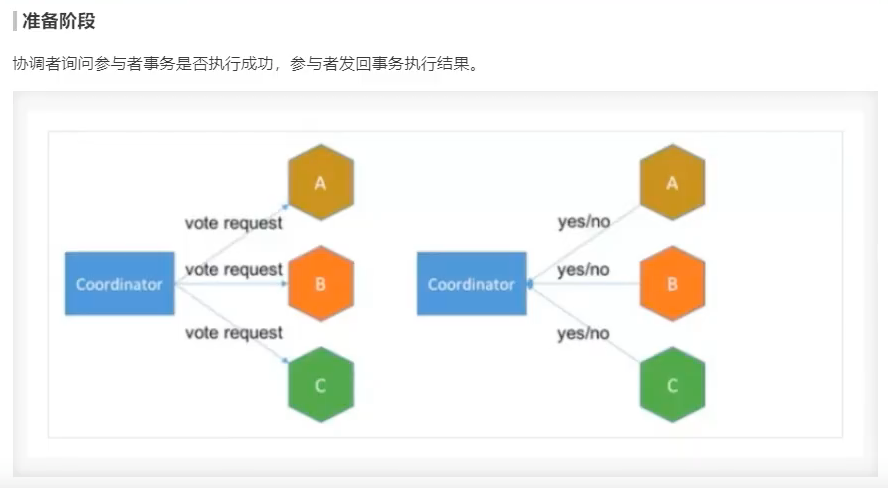 准备阶段
协调者询问参与者事务是否执行成功，参与者发回事务执行结果。
A
vote request
vote request
Coordinator
B
vote request
C
A
yes/no
yes/no
Coordinator
B
yes/no
C